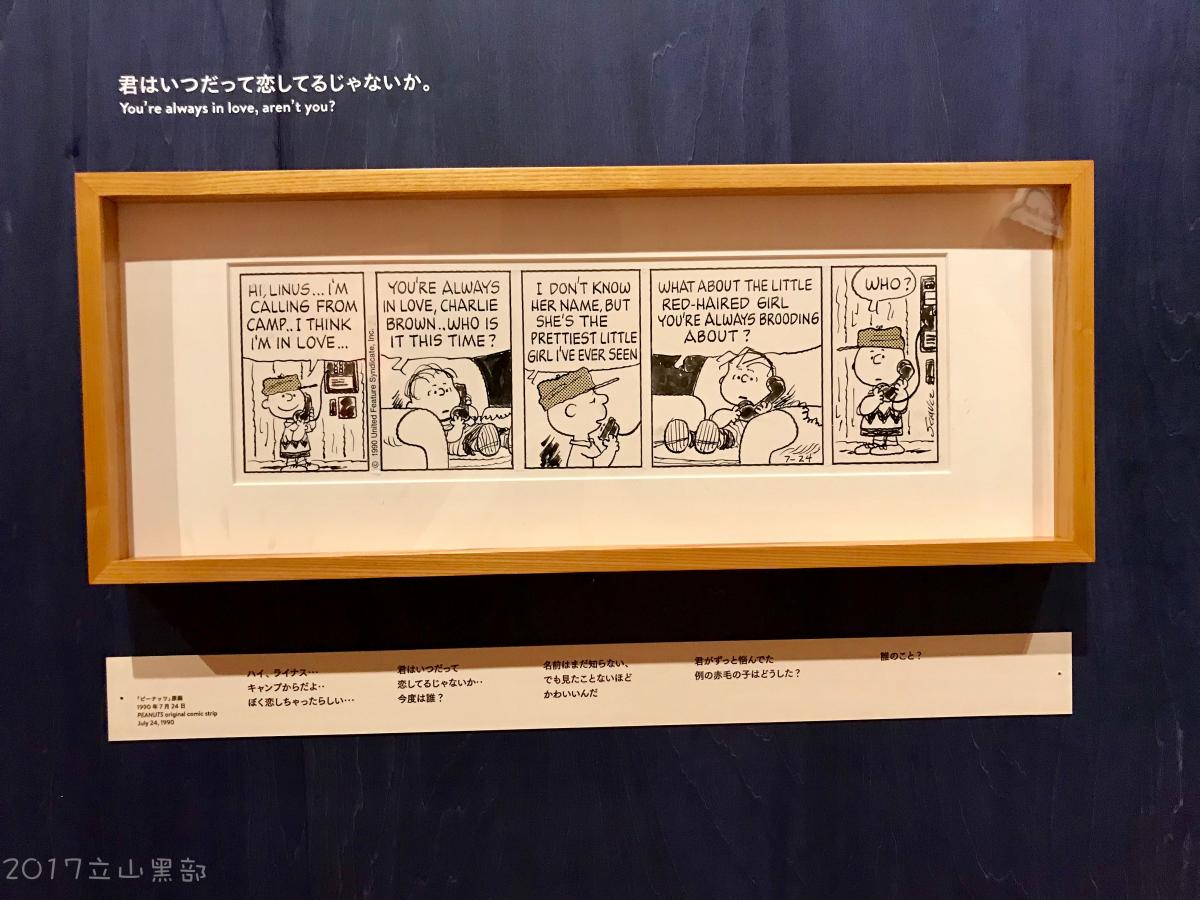 君はいつだって恋してるじゃないか。
You're always in love, aren't you?
HI, LINUS... I'M
CALLING FROM
CAMP.. I THINK
I'M IN LOVE...
© 1990 United Feature Syndicate, Inc.
YOU'RE ALWAYS
IN LOVE, CHARLIE
BROWN.. WHO IS
IT THIS TIME?
I DON'T KNOW
HER NAME, BUT
SHE'S THE
PRETTIEST LITTLE
GIRL I'VE EVER SEEN
WHAT ABOUT THE LITTLE
RED-HAIRED GIRL
YOU'RE ALWAYS BROODING
ABOUT?
7-24
WHO?
SCHULZ
「ピーナッツ」原画
1990年7月24日
PEANUTS original comic strip
July 24, 1990
ハイ、ライナス…
キャンプからだよ‥
ぼく恋しちゃったらしい…
君はいつだって
恋してるじゃないか‥
今度は誰？
名前はまだ知らない、
でも見たことないほど
かわいいんだ
君がずっと悩んでた
例の赤毛の子はどうした？
誰のこと？
2017立山黑部